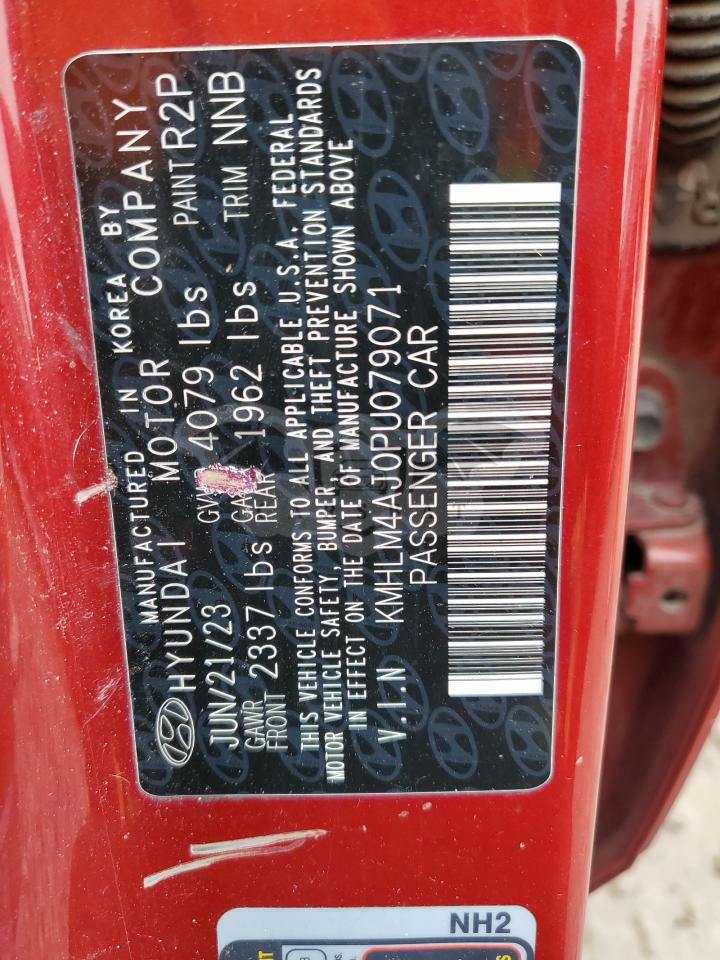 MANUFACTURED IN KOREA BY
HYUNDAI MOTOR COMPANY
JUN/21/23 4079 lbs PAINT R2P
GAWR FRONT 2337 lbs REAR 1962 lbs TRIM NNB
THIS VEHICLE CONFORMS TO ALL APPLICABLE U.S.A. FEDERAL
MOTOR VEHICLE SAFETY, BUMPER, AND THEFT PREVENTION STANDARDS
IN EFFECT ON THE DATE OF MANUFACTURE SHOWN ABOVE
V.I.N KMHLM4AJ0PU079071
PASSENGER CAR
NH2